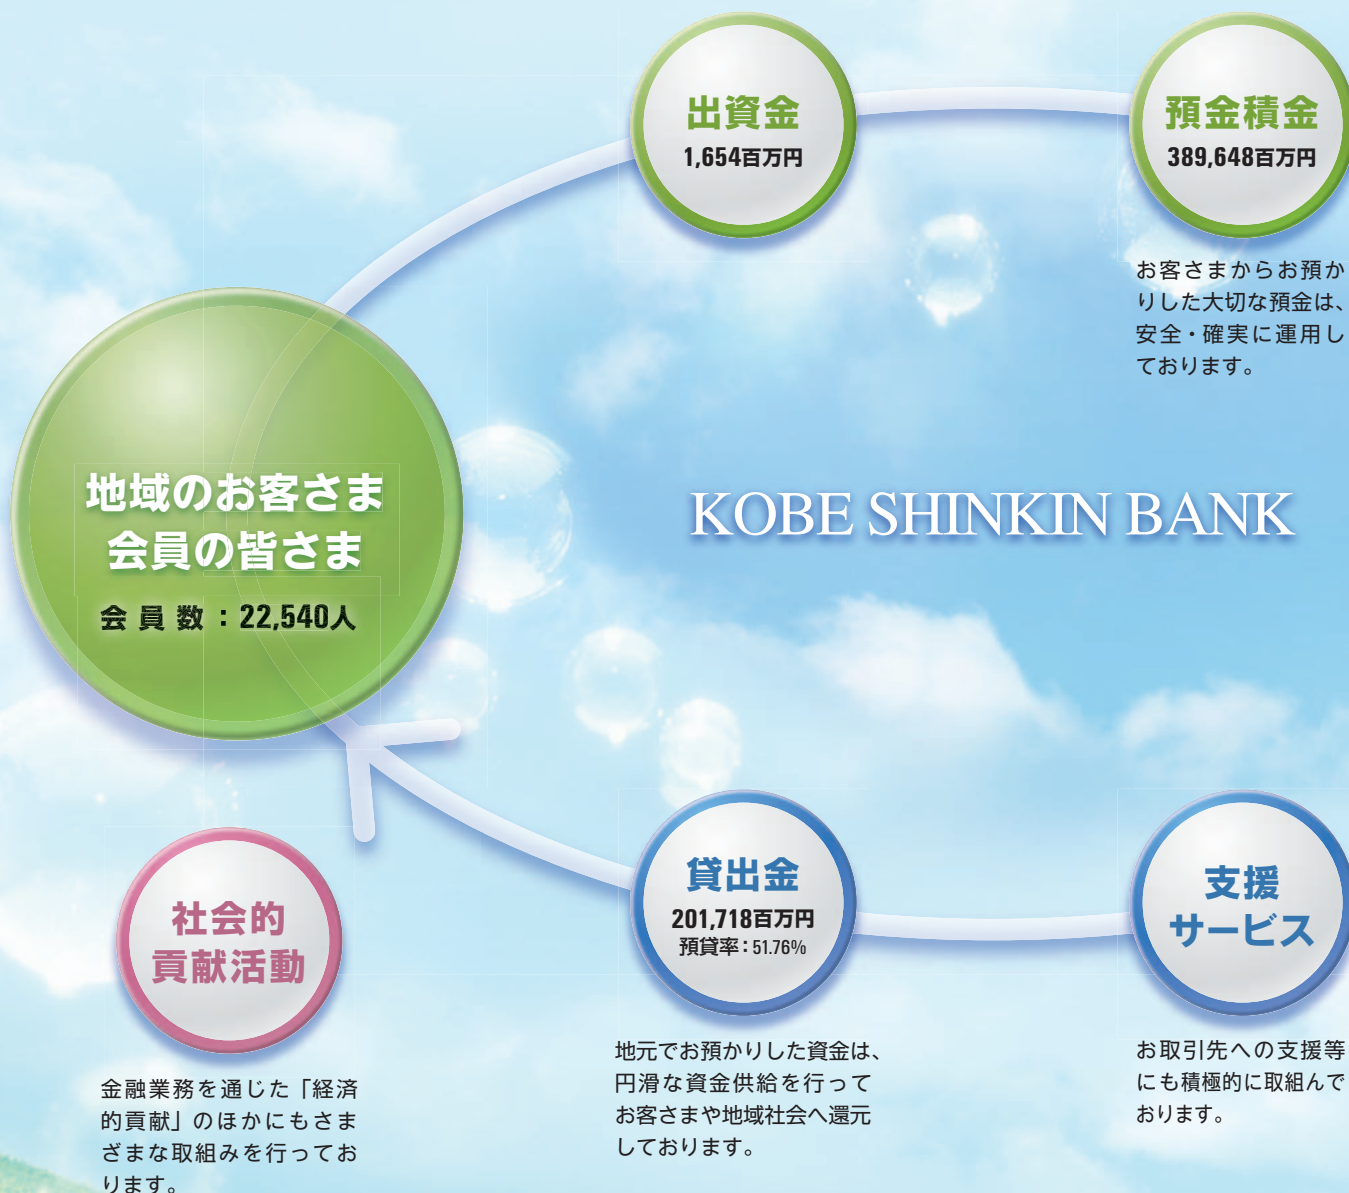 出資金
1,654百万円
預金積金
389,648百万円
お客さまからお預か
りした大切な預金は、
安全・確実に運用し
ております。
地域のお客さま
会員の皆さま
会員数：22,540人
KOBE SHINKIN BANK
社会的
貢献活動
金融業務を通じた「経済
的貢献」のほかにもさま
ざまな取組みを行ってお
ります。
貸出金
201,718百万円
預貸率：51.76%
地元でお預かりした資金は、
円滑な資金供給を行って
お客さまや地域社会へ還元
しております。
支援
サービス
お取引先への支援等
にも積極的に取組んで
おります。